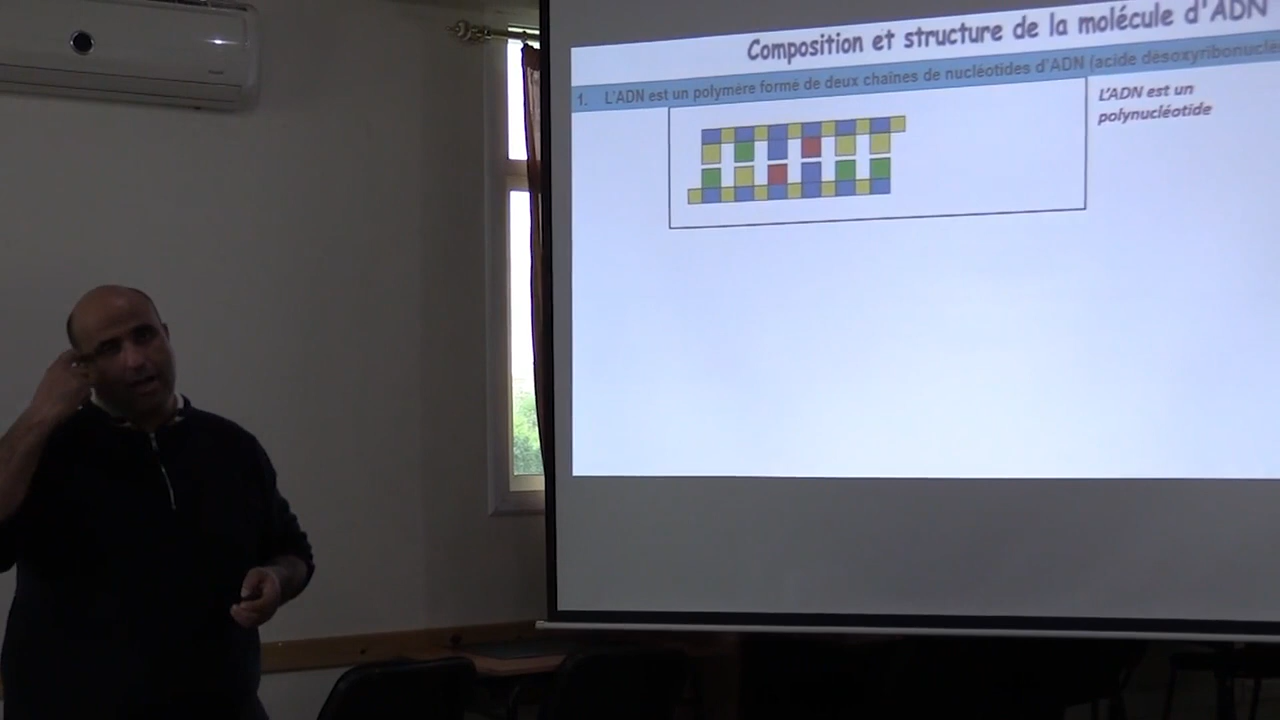 Composition et structure de la molécule d'ADN
1. L'ADN est un polymère formé de deux chaînes de nucléotides d'ADN (acide désoxyribonuclé
L'ADN est un
polynucléotide